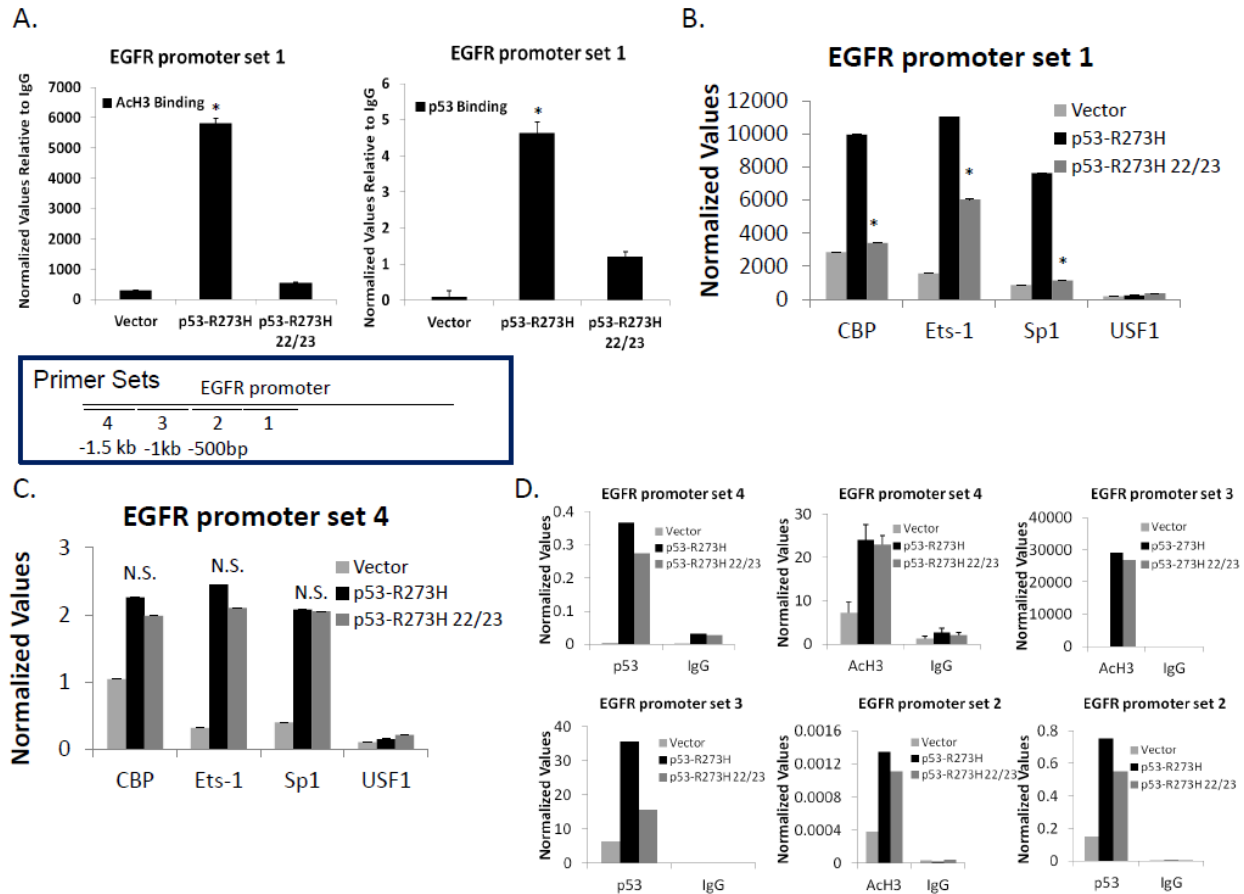 A.
EGFR promoter set 1
Normalized Values Relative to IgG
7000
6000
5000
4000
3000
2000
1000
0
AcH3 Binding
*
Vector
p53-R273H
p53-R273H
22/23
EGFR promoter set 1
Normalized Values Relative to IgG
6
5
4
3
2
1
0
p53 Binding
*
Vector
p53-R273H
p53-R273H
22/23
B.
EGFR promoter set 1
Normalized Values
12000
10000
8000
6000
4000
2000
0
Vector
p53-R273H
p53-R273H 22/23
*
*
*
CBP
Ets-1
Sp1
USF1
Primer Sets
EGFR promoter
4
3
2
1
-1.5 kb
-1kb
-500bp
C.
EGFR promoter set 4
Normalized Values
3
2
1
0
N.S.
N.S.
N.S.
Vector
p53-R273H
p53-R273H 22/23
CBP
Ets-1
Sp1
USF1
D.
EGFR promoter set 4
Normalized Values
0.4
0.3
0.2
0.1
0
Vector
p53-R273H
p53-R273H 22/23
p53
IgG
EGFR promoter set 4
Normalized Values
30
20
10
0
Vector
p53-R273H
p53-R273H 22/23
AcH3
IgG
EGFR promoter set 3
Normalized Values
40000
30000
20000
10000
0
Vector
p53-273H
p53-273H 22/23
AcH3
IgG
EGFR promoter set 3
Normalized Values
40
30
20
10
0
Vector
p53-R273H
p53-R273H 22/23
p53
IgG
EGFR promoter set 2
Normalized Values
0.0016
0.0012
0.0008
0.0004
0
Vector
p53-R273H
p53-R273H 22/23
AcH3
IgG
EGFR promoter set 2
Normalized Values
0.8
0.6
0.4
0.2
0
Vector
p53-R273H
p53-R273H 22/23
p53
IgG